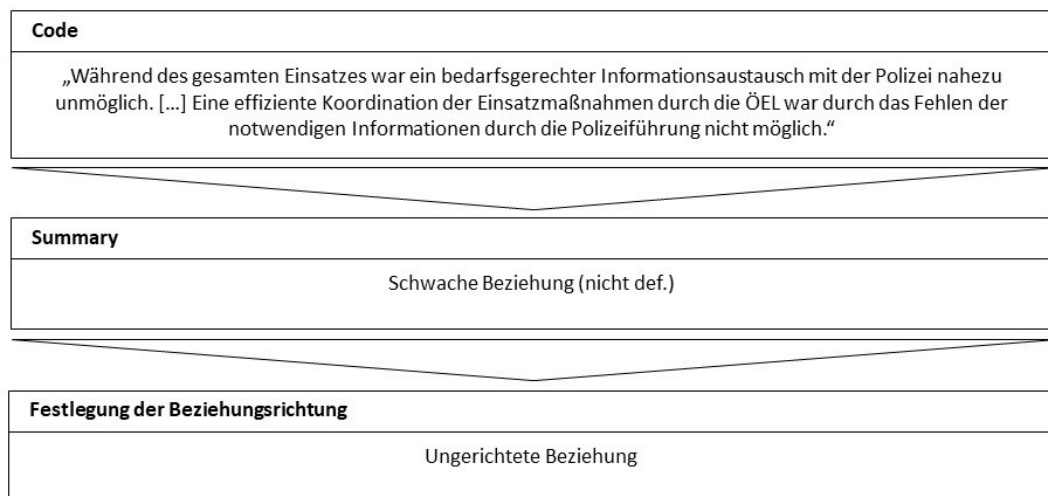 Code
„Während des gesamten Einsatzes war ein bedarfsgerechter Informationsaustausch mit der Polizei nahezu
unmöglich. […] Eine effiziente Koordination der Einsatzmaßnahmen durch die ÖEL war durch das Fehlen der
notwendigen Informationen durch die Polizeiführung nicht möglich.“
Summary
Schwache Beziehung (nicht def.)
Festlegung der Beziehungsrichtung
Ungerichtete Beziehung